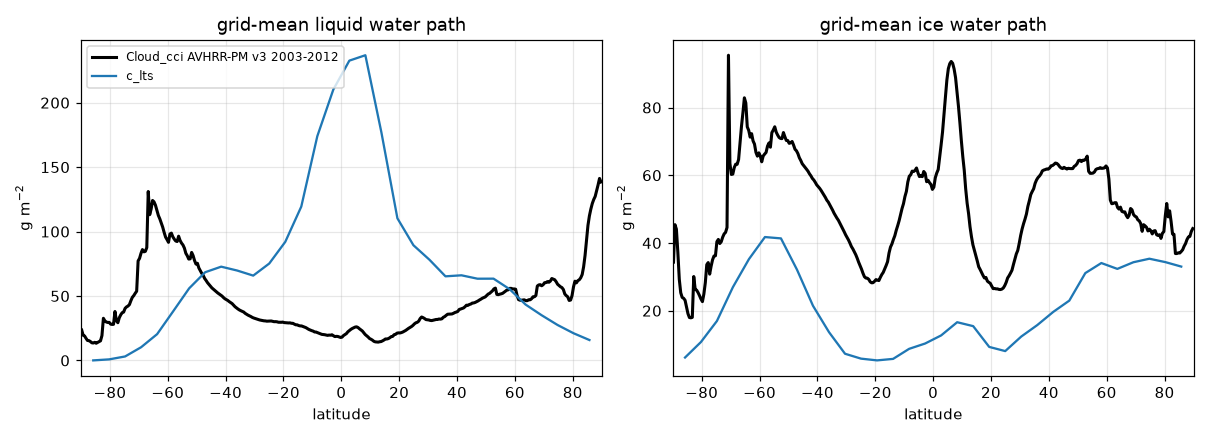 grid-mean liquid water path
Cloud_cci AVHRR-PM v3 2003-2012
c_lts
g m⁻²
200
150
100
50
0
−80 −60 −40 −20 0 20 40 60 80
latitude
grid-mean ice water path
g m⁻²
80
60
40
20
−80 −60 −40 −20 0 20 40 60 80
latitude